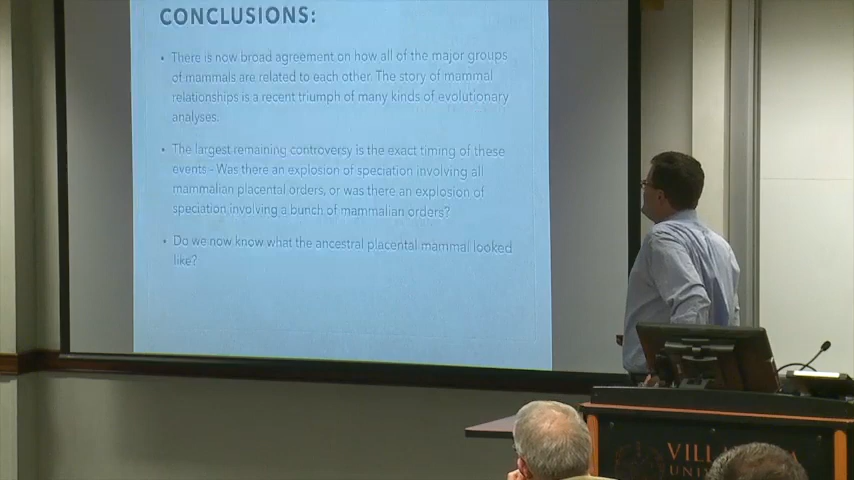 CONCLUSIONS:
• There is now broad agreement on how all of the major groups
of mammals are related to each other. The story of mammal
relationships is a recent triumph of many kinds of evolutionary
analyses.
• The largest remaining controversy is the exact timing of these
events - Was there an explosion of speciation involving all
mammalian placental orders, or was there an explosion of
speciation involving a bunch of mammalian orders?
• Do we now know what the ancestral placental mammal looked
like?